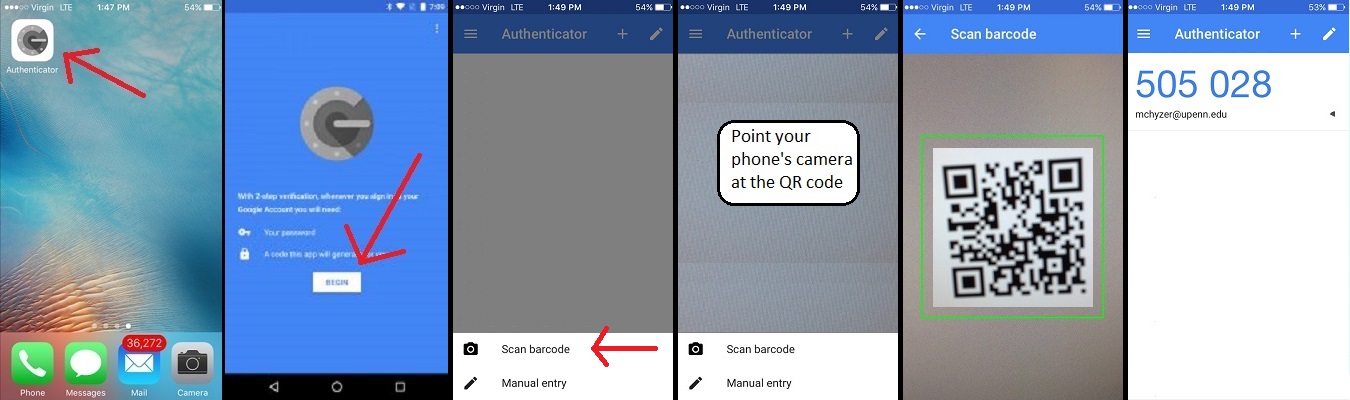 ●●●○○ Virgin LTE 1:47 PM 54%
Authenticator
36,272
Phone Messages Mail Camera
7:09
With 2-step verification, whenever you sign in your
Google Account you will need:
Your password
A code this app will genera
BEGIN
●●○○○ Virgin LTE 1:49 PM 54%
Authenticator
Scan barcode
Manual entry
●●○○○ Virgin LTE 1:49 PM 54%
Authenticator
Point your
phone's camera
at the QR code
Scan barcode
Manual entry
●●●○○ Virgin LTE 1:49 PM 54%
Scan barcode
●●○○○ Virgin LTE 1:49 PM 53%
Authenticator
505 028
mchyzer@upenn.edu